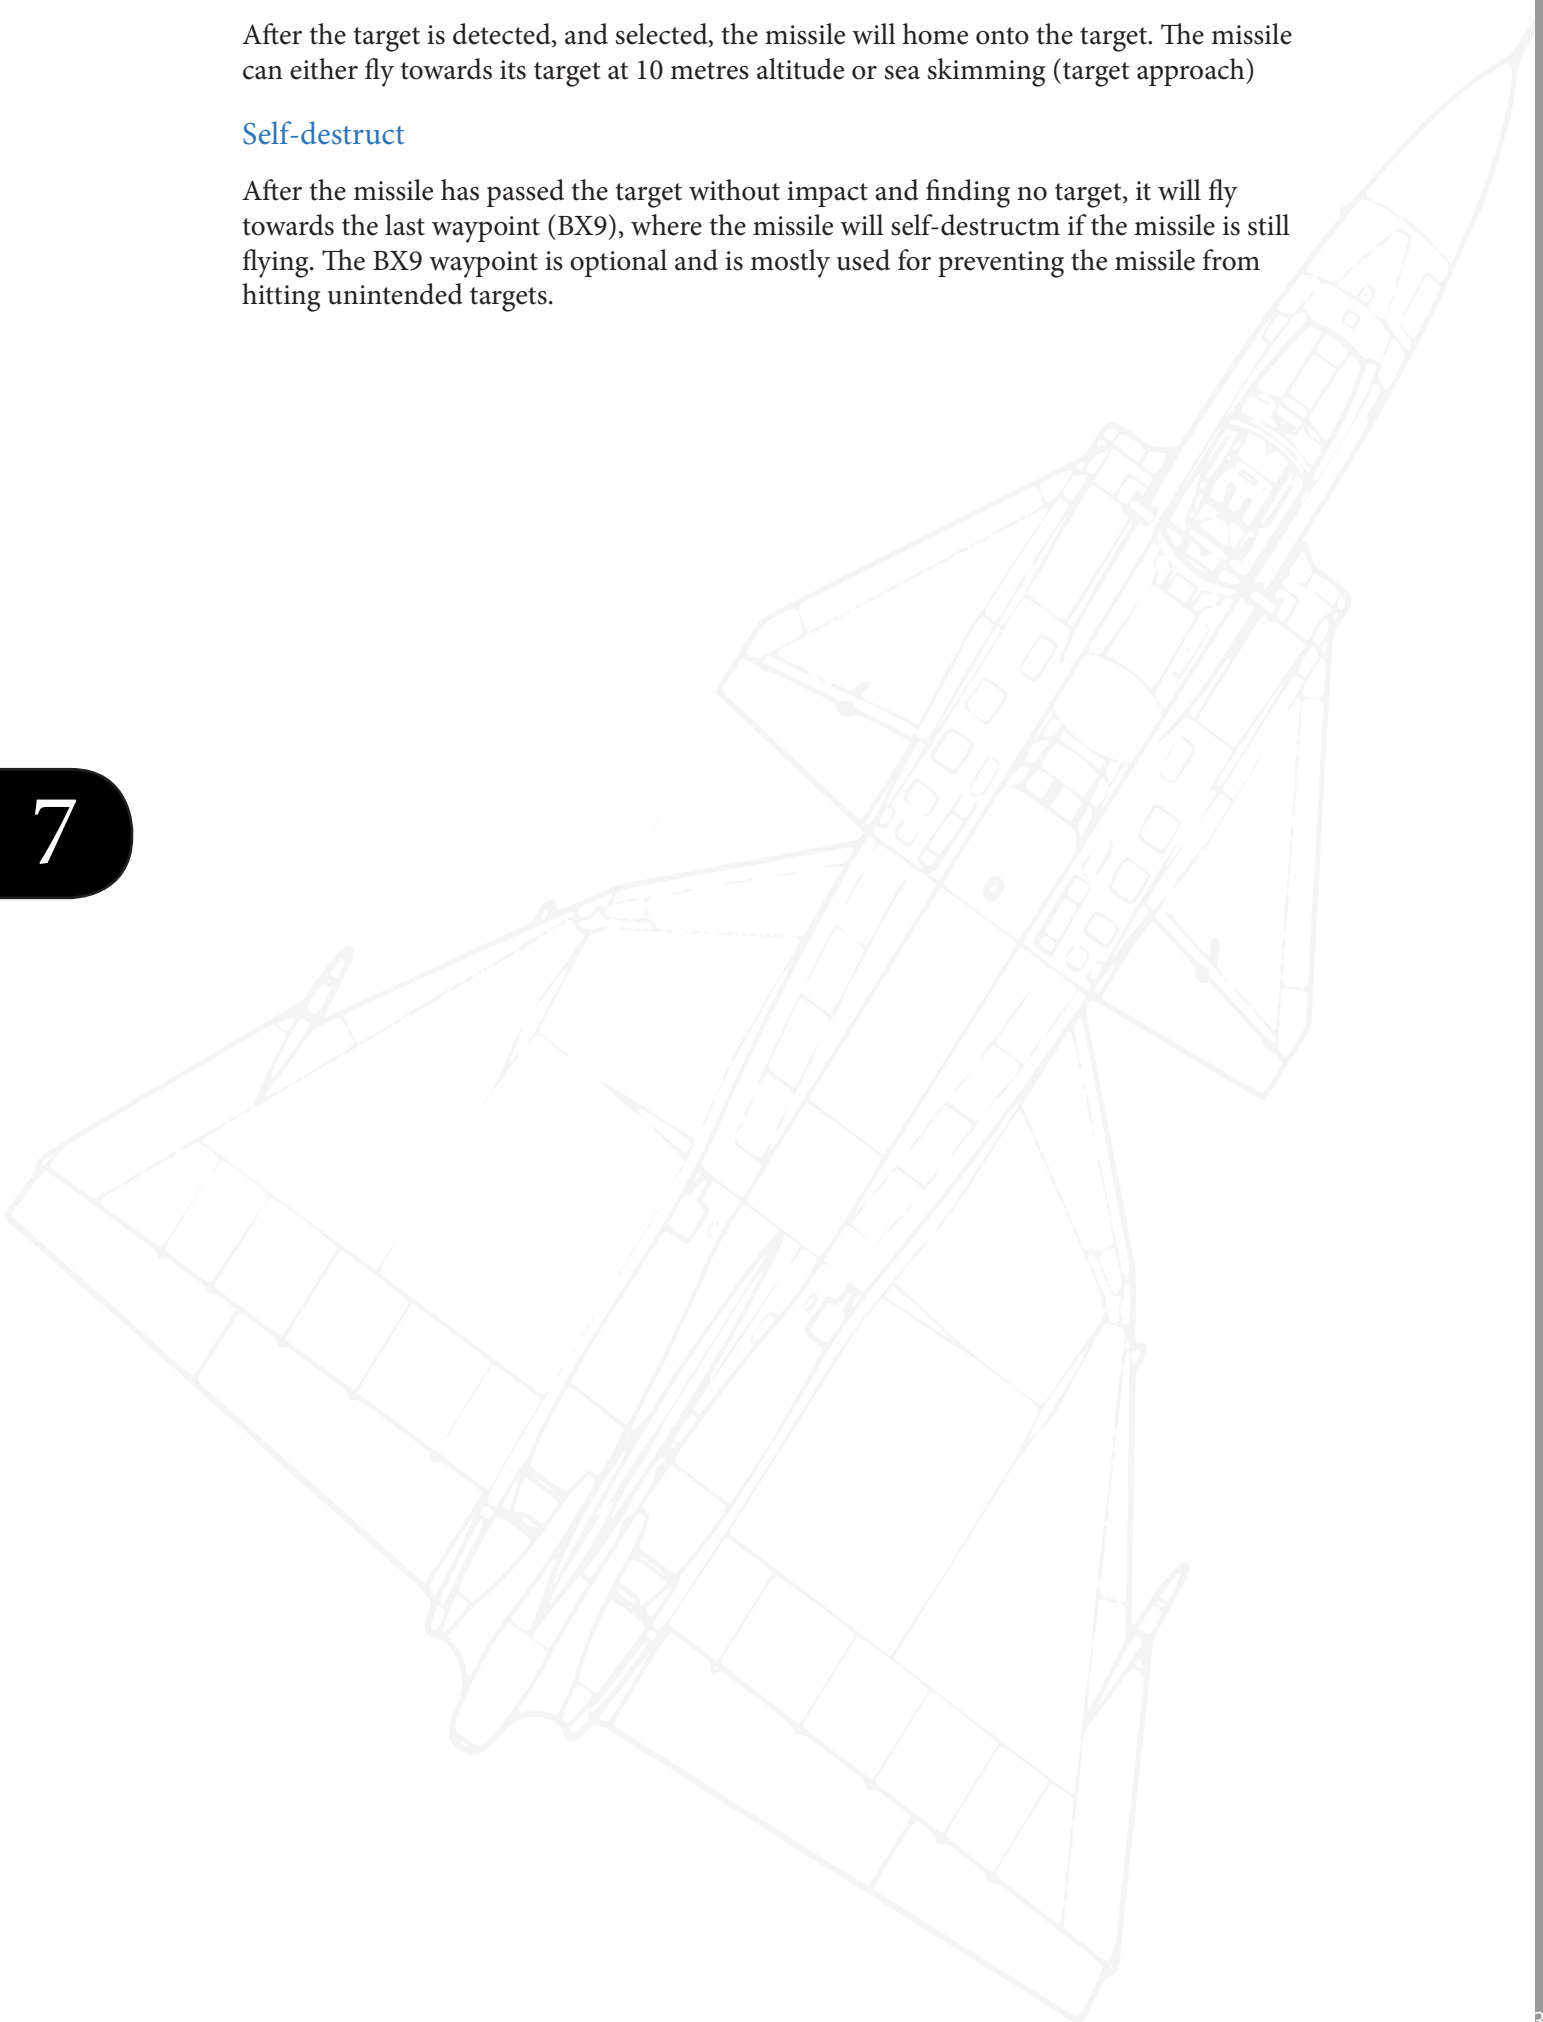 After the target is detected, and selected, the missile will home onto the target. The missile
can either fly towards its target at 10 metres altitude or sea skimming (target approach)
Self-destruct
After the missile has passed the target without impact and finding no target, it will fly
towards the last waypoint (BX9), where the missile will self-destructm if the missile is still
flying. The BX9 waypoint is optional and is mostly used for preventing the missile from
hitting unintended targets.
7